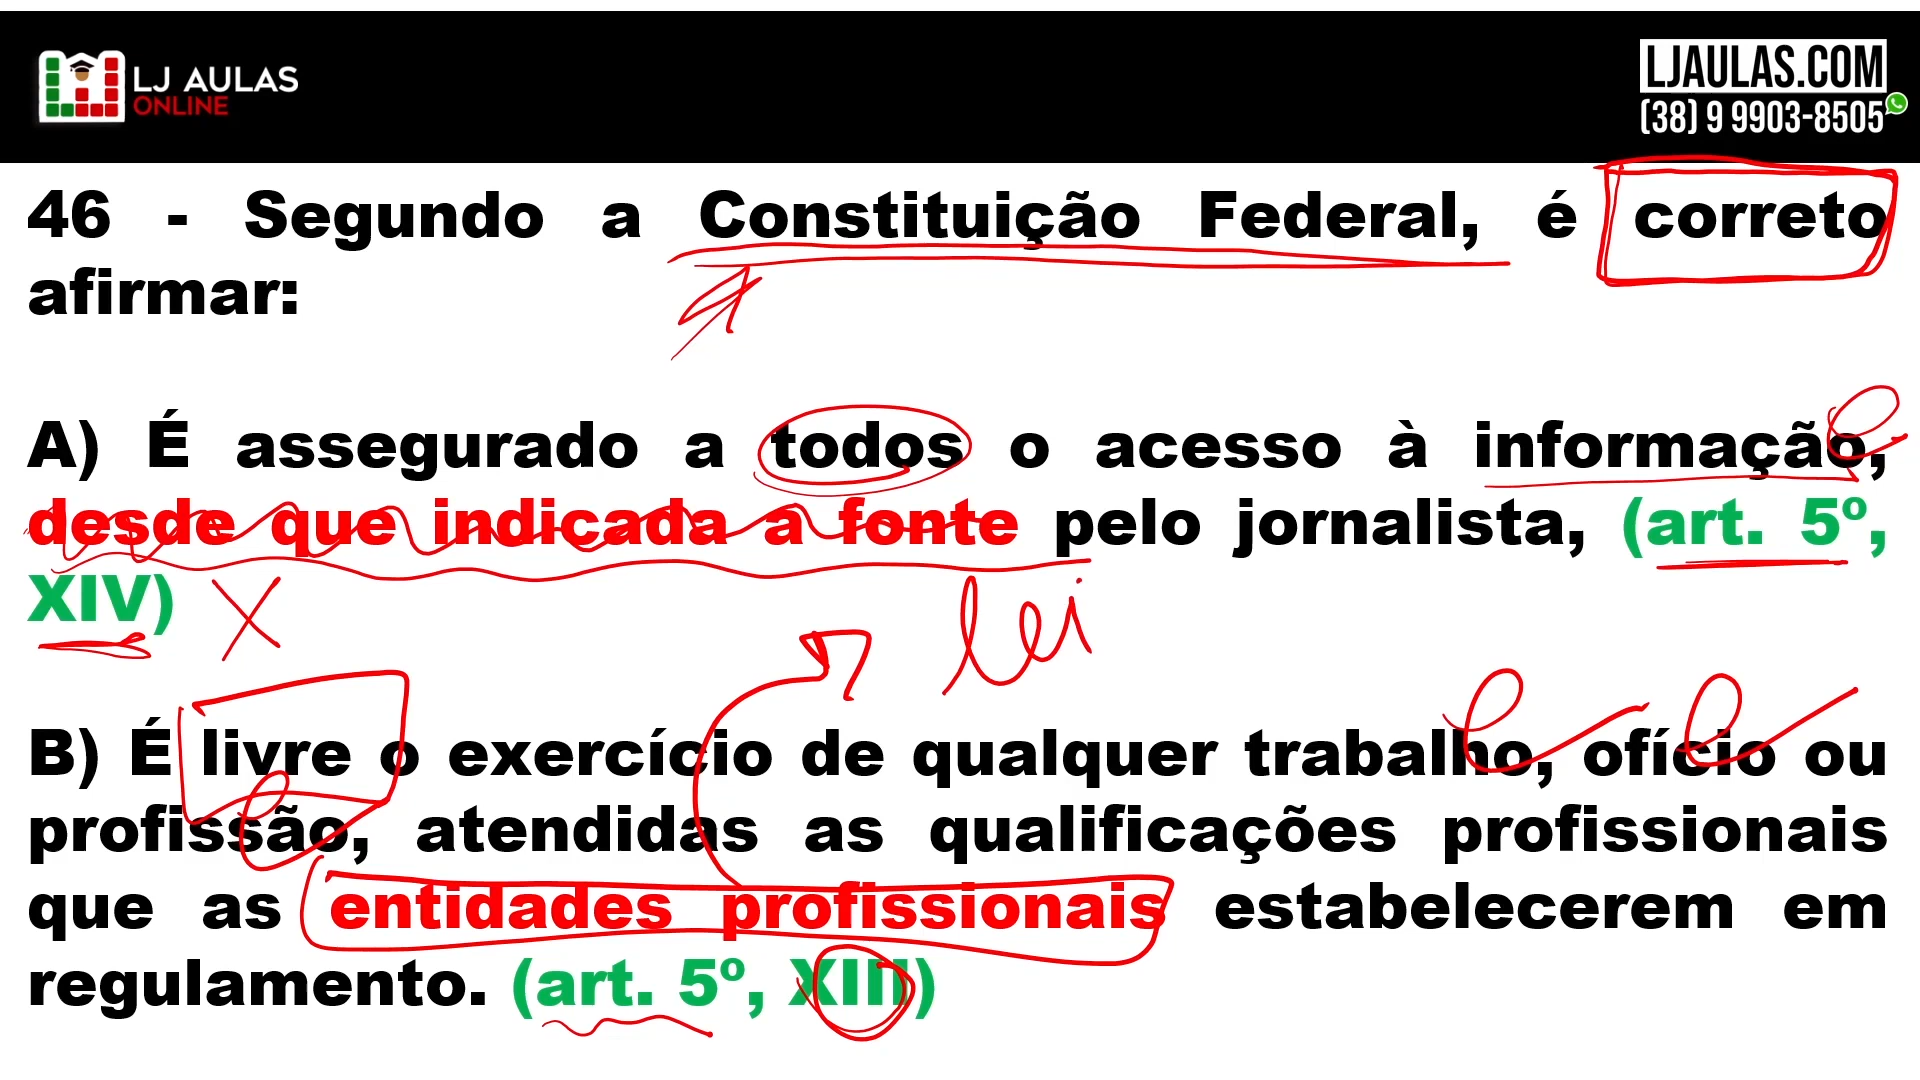 LJ AULAS
ONLINE
LJAULAS.COM
(38) 9 9903-8505
46 - Segundo a Constituição Federal, é correto
afirmar:
A) É assegurado a todos o acesso à informação,
desde que indicada a fonte pelo jornalista, (art. 5º,
XIV) X
lei
B) É livre o exercício de qualquer trabalho, ofício ou
profissão, atendidas as qualificações profissionais
que as entidades profissionais estabelecerem em
regulamento. (art. 5º, XIII)